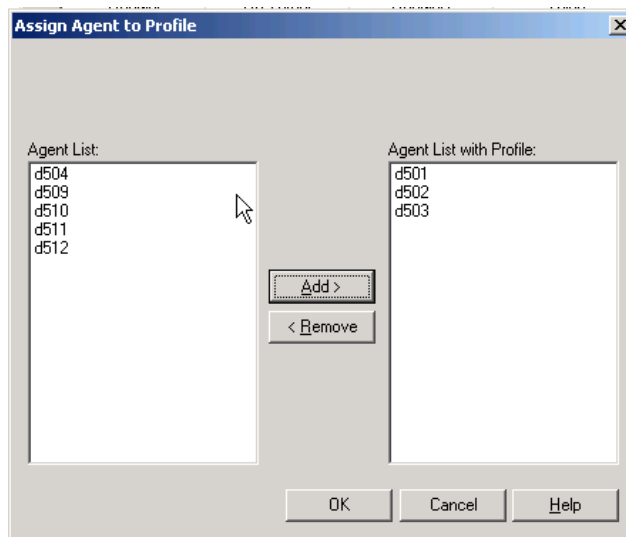 Assign Agent to Profile
Agent List:
d504
d509
d510
d511
d512
Add >
< Remove
Agent List with Profile:
d501
d502
d503
OK
Cancel
Help